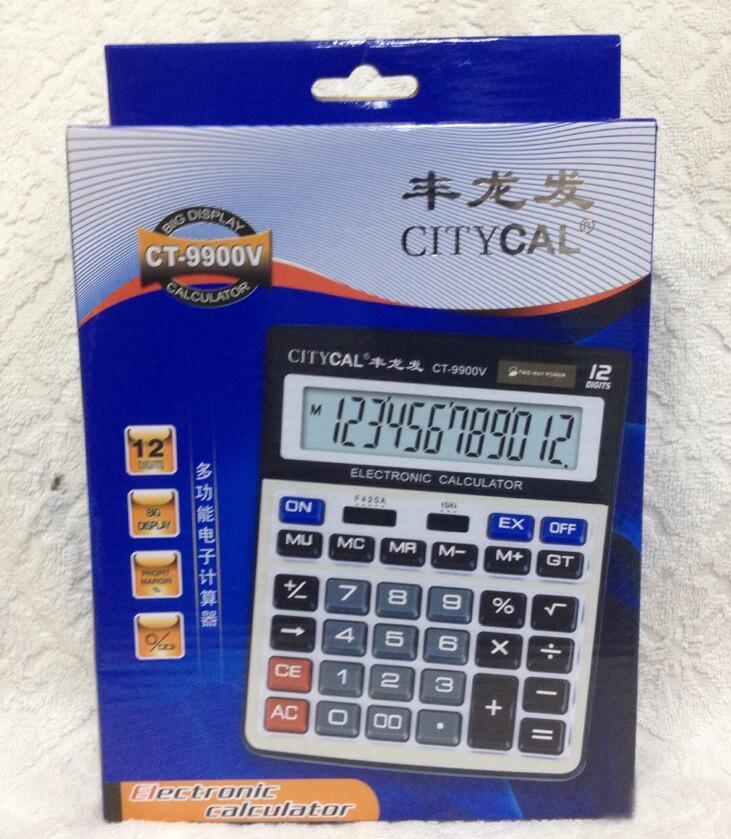 丰龙发
CITYCAL®
BIG DISPLAY
CT-9900V
CALCULATOR
CITYCAL®丰龙发 CT-9900V TWO WAY POWER 12
DIGITS
M 123456789012.
ELECTRONIC CALCULATOR
12
DIGITS
BIG
DISPLAY
PROFIT
MARGIN
%
多功能电子计算器
ON F420A EX OFF
MU MC MR M− M+ GT
+/− 7 8 9 % √
→ 4 5 6 × ÷
CE 1 2 3 + −
AC 0 00 . =
Electronic
calculator